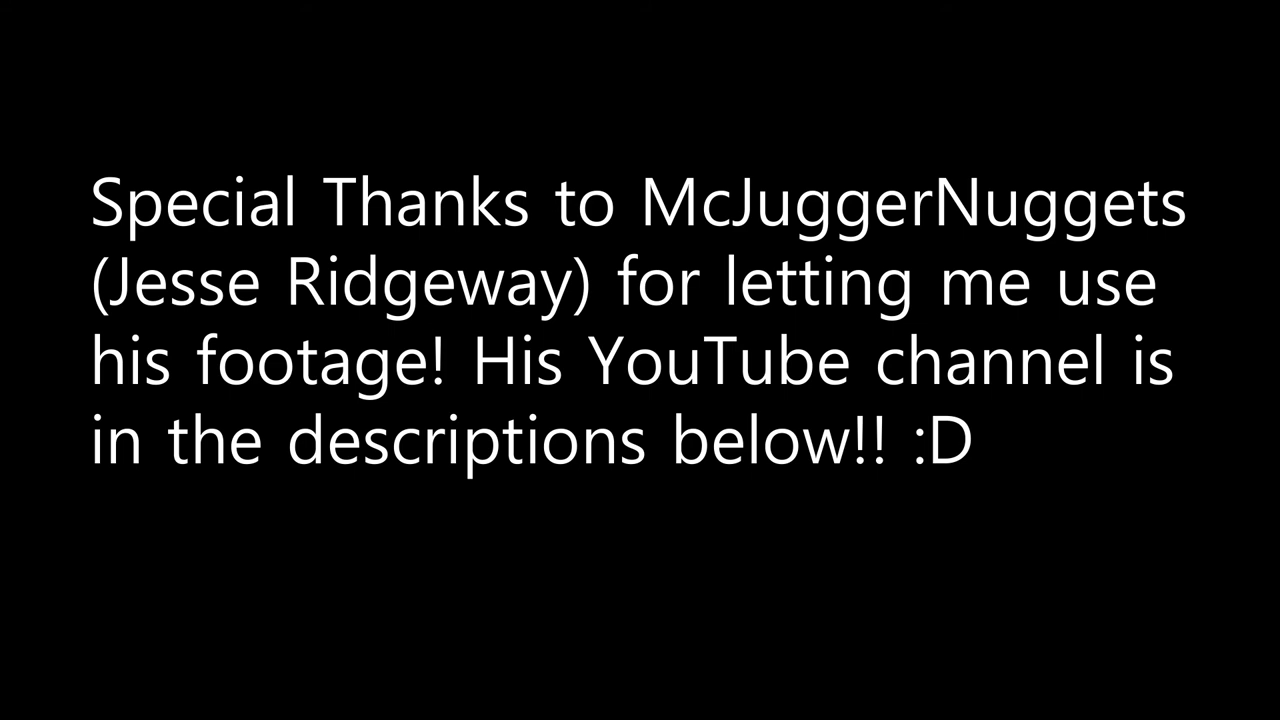 Special Thanks to McJuggerNuggets
(Jesse Ridgeway) for letting me use
his footage! His YouTube channel is
in the descriptions below!! :D